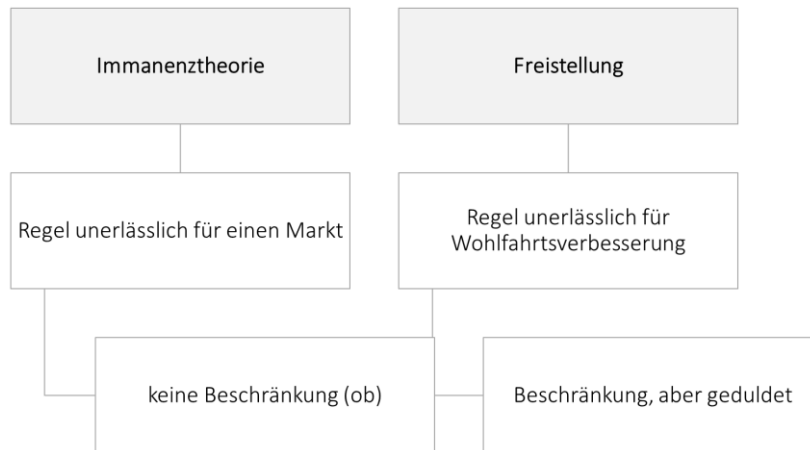 Immanenztheorie
Freistellung
Regel unerlässlich für einen Markt
Regel unerlässlich für
Wohlfahrtsverbesserung
keine Beschränkung (ob)
Beschränkung, aber geduldet